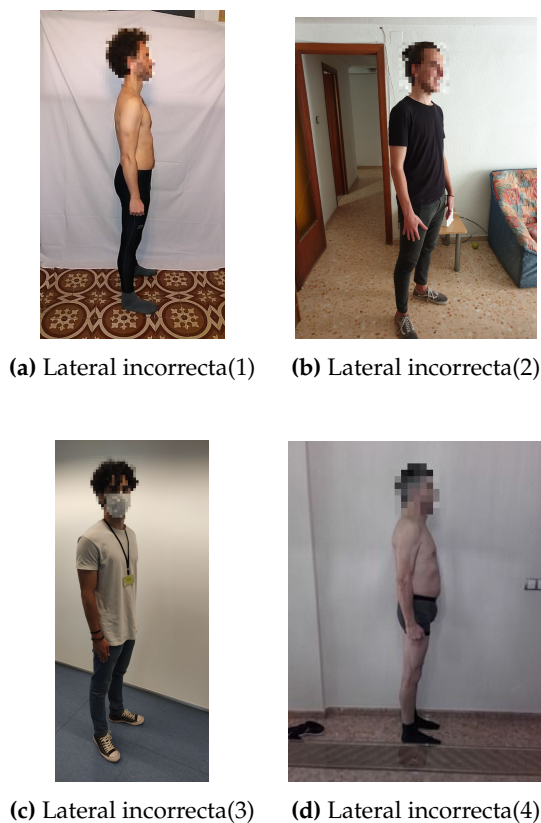 (a) Lateral incorrecta(1)
(b) Lateral incorrecta(2)
(c) Lateral incorrecta(3)
(d) Lateral incorrecta(4)